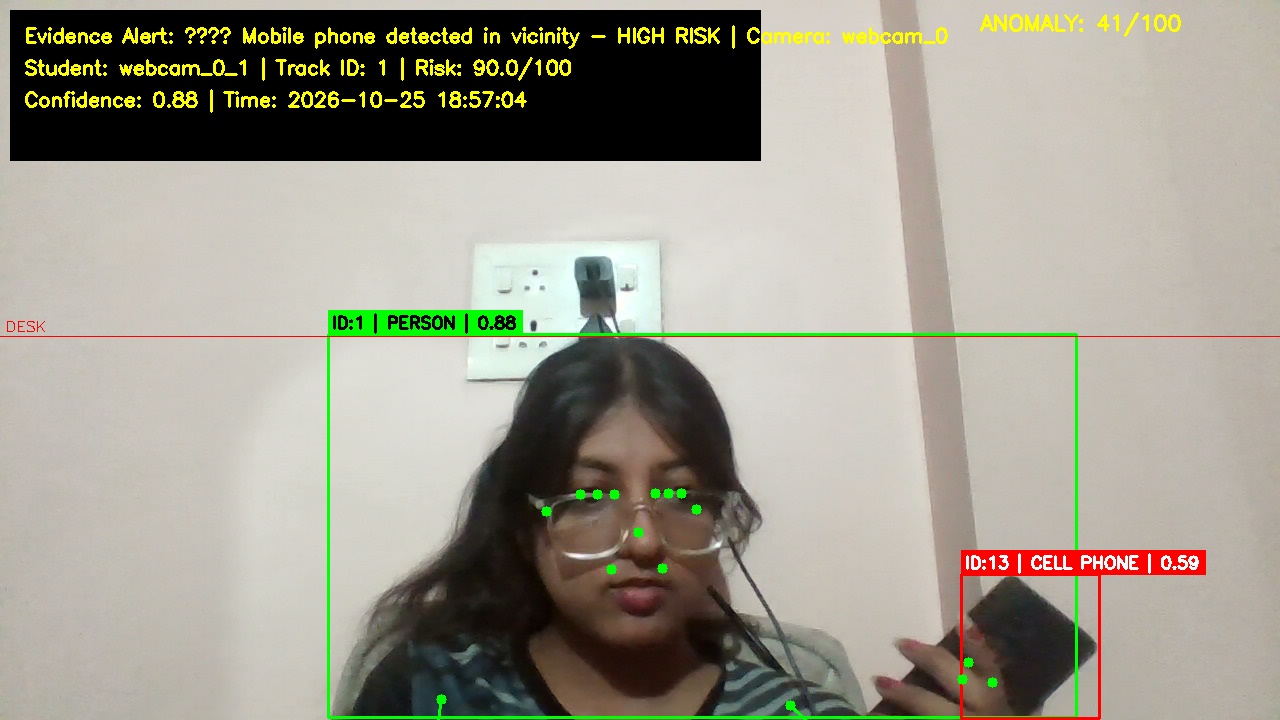 Evidence Alert: ???? Mobile phone detected in vicinity - HIGH RISK | Camera: webcam_0
ANOMALY: 41/100
Student: webcam_0_1 | Track ID: 1 | Risk: 90.0/100
Confidence: 0.88 | Time: 2026-10-25 18:57:04
DESK
ID:1 | PERSON | 0.88
ID:13 | CELL PHONE | 0.59